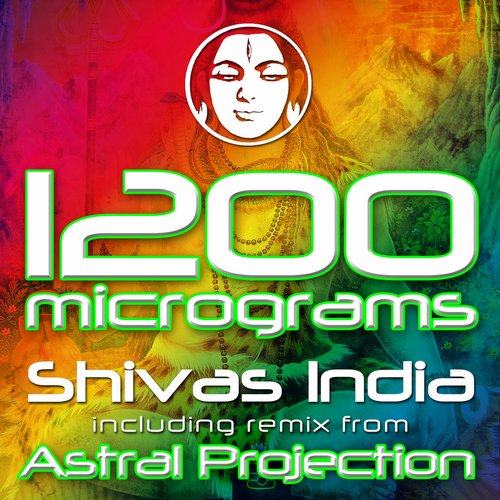 1200
micrograms
Shivas India
including remix from
Astral Projection